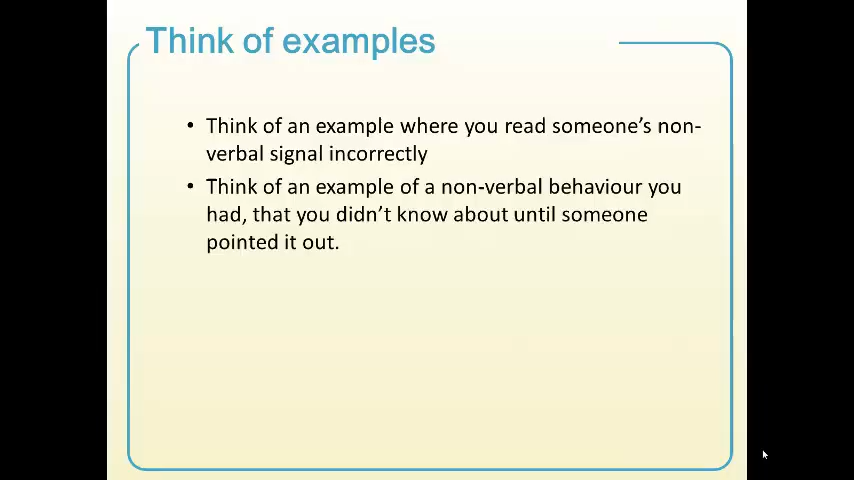 Think of examples
• Think of an example where you read someone’s non-
verbal signal incorrectly
• Think of an example of a non-verbal behaviour you
had, that you didn’t know about until someone
pointed it out.